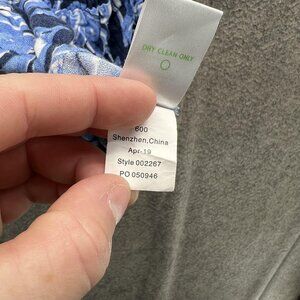 DRY CLEAN ONLY
600
Shenzhen,China
Apr-19
Style 002267
PO 050946